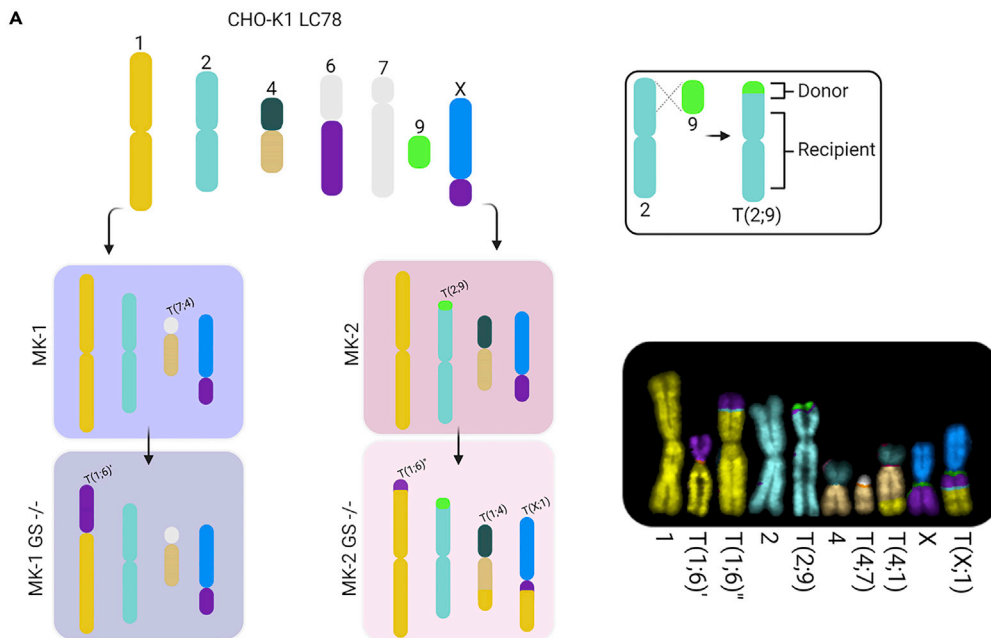 A
CHO-K1 LC78
1
2
4
6
7
9
X
2
9
T(2;9)
Donor
Recipient
MK-1
T(7;4)
MK-2
T(2;9)
MK-1 GS -/-
T(1:6)'
MK-2 GS -/-
T(1:6)"
T(1:4)
T(X;1)
1
T(1;6)'
T(1;6)"
2
T(2:9)
4
T(4;7)
T(4;1)
X
T(X;1)